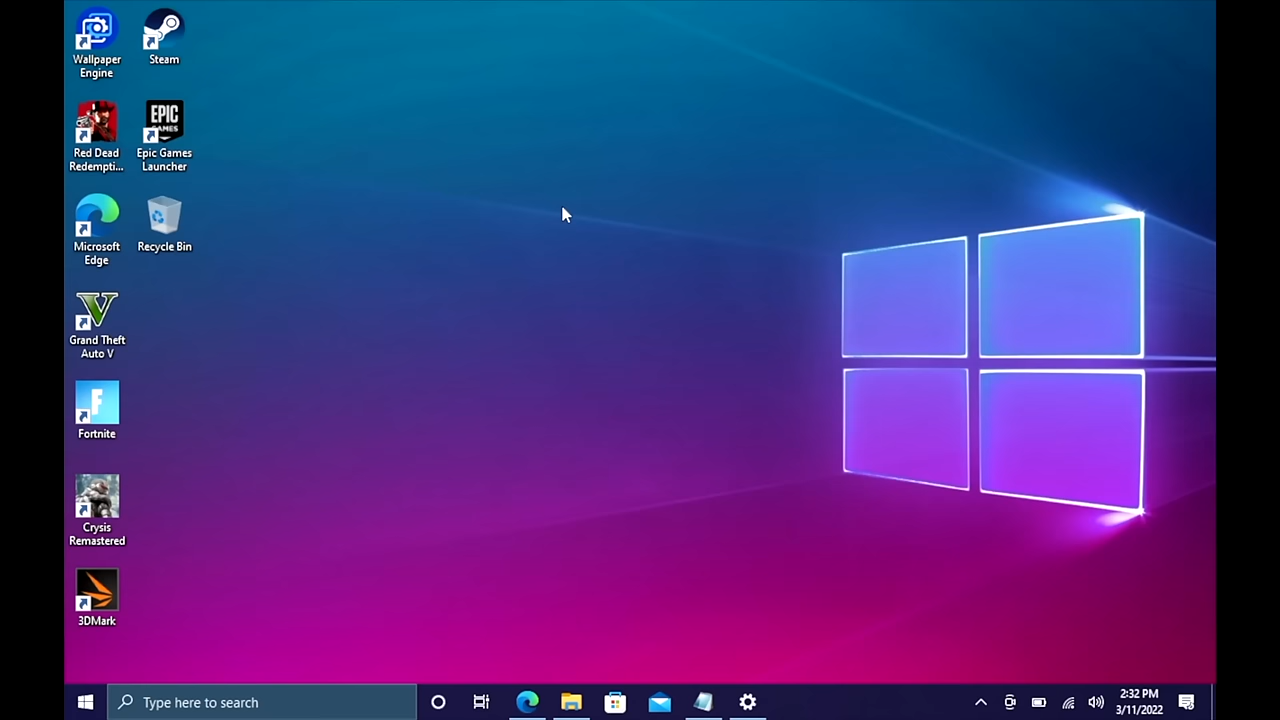 Wallpaper
Engine
Steam
Red Dead
Redempti...
EPIC
GAMES
Epic Games
Launcher
Microsoft
Edge
Recycle Bin
V
Grand Theft
Auto V
F
Fortnite
Crysis
Remastered
3DMark
Type here to search
2:32 PM
3/11/2022